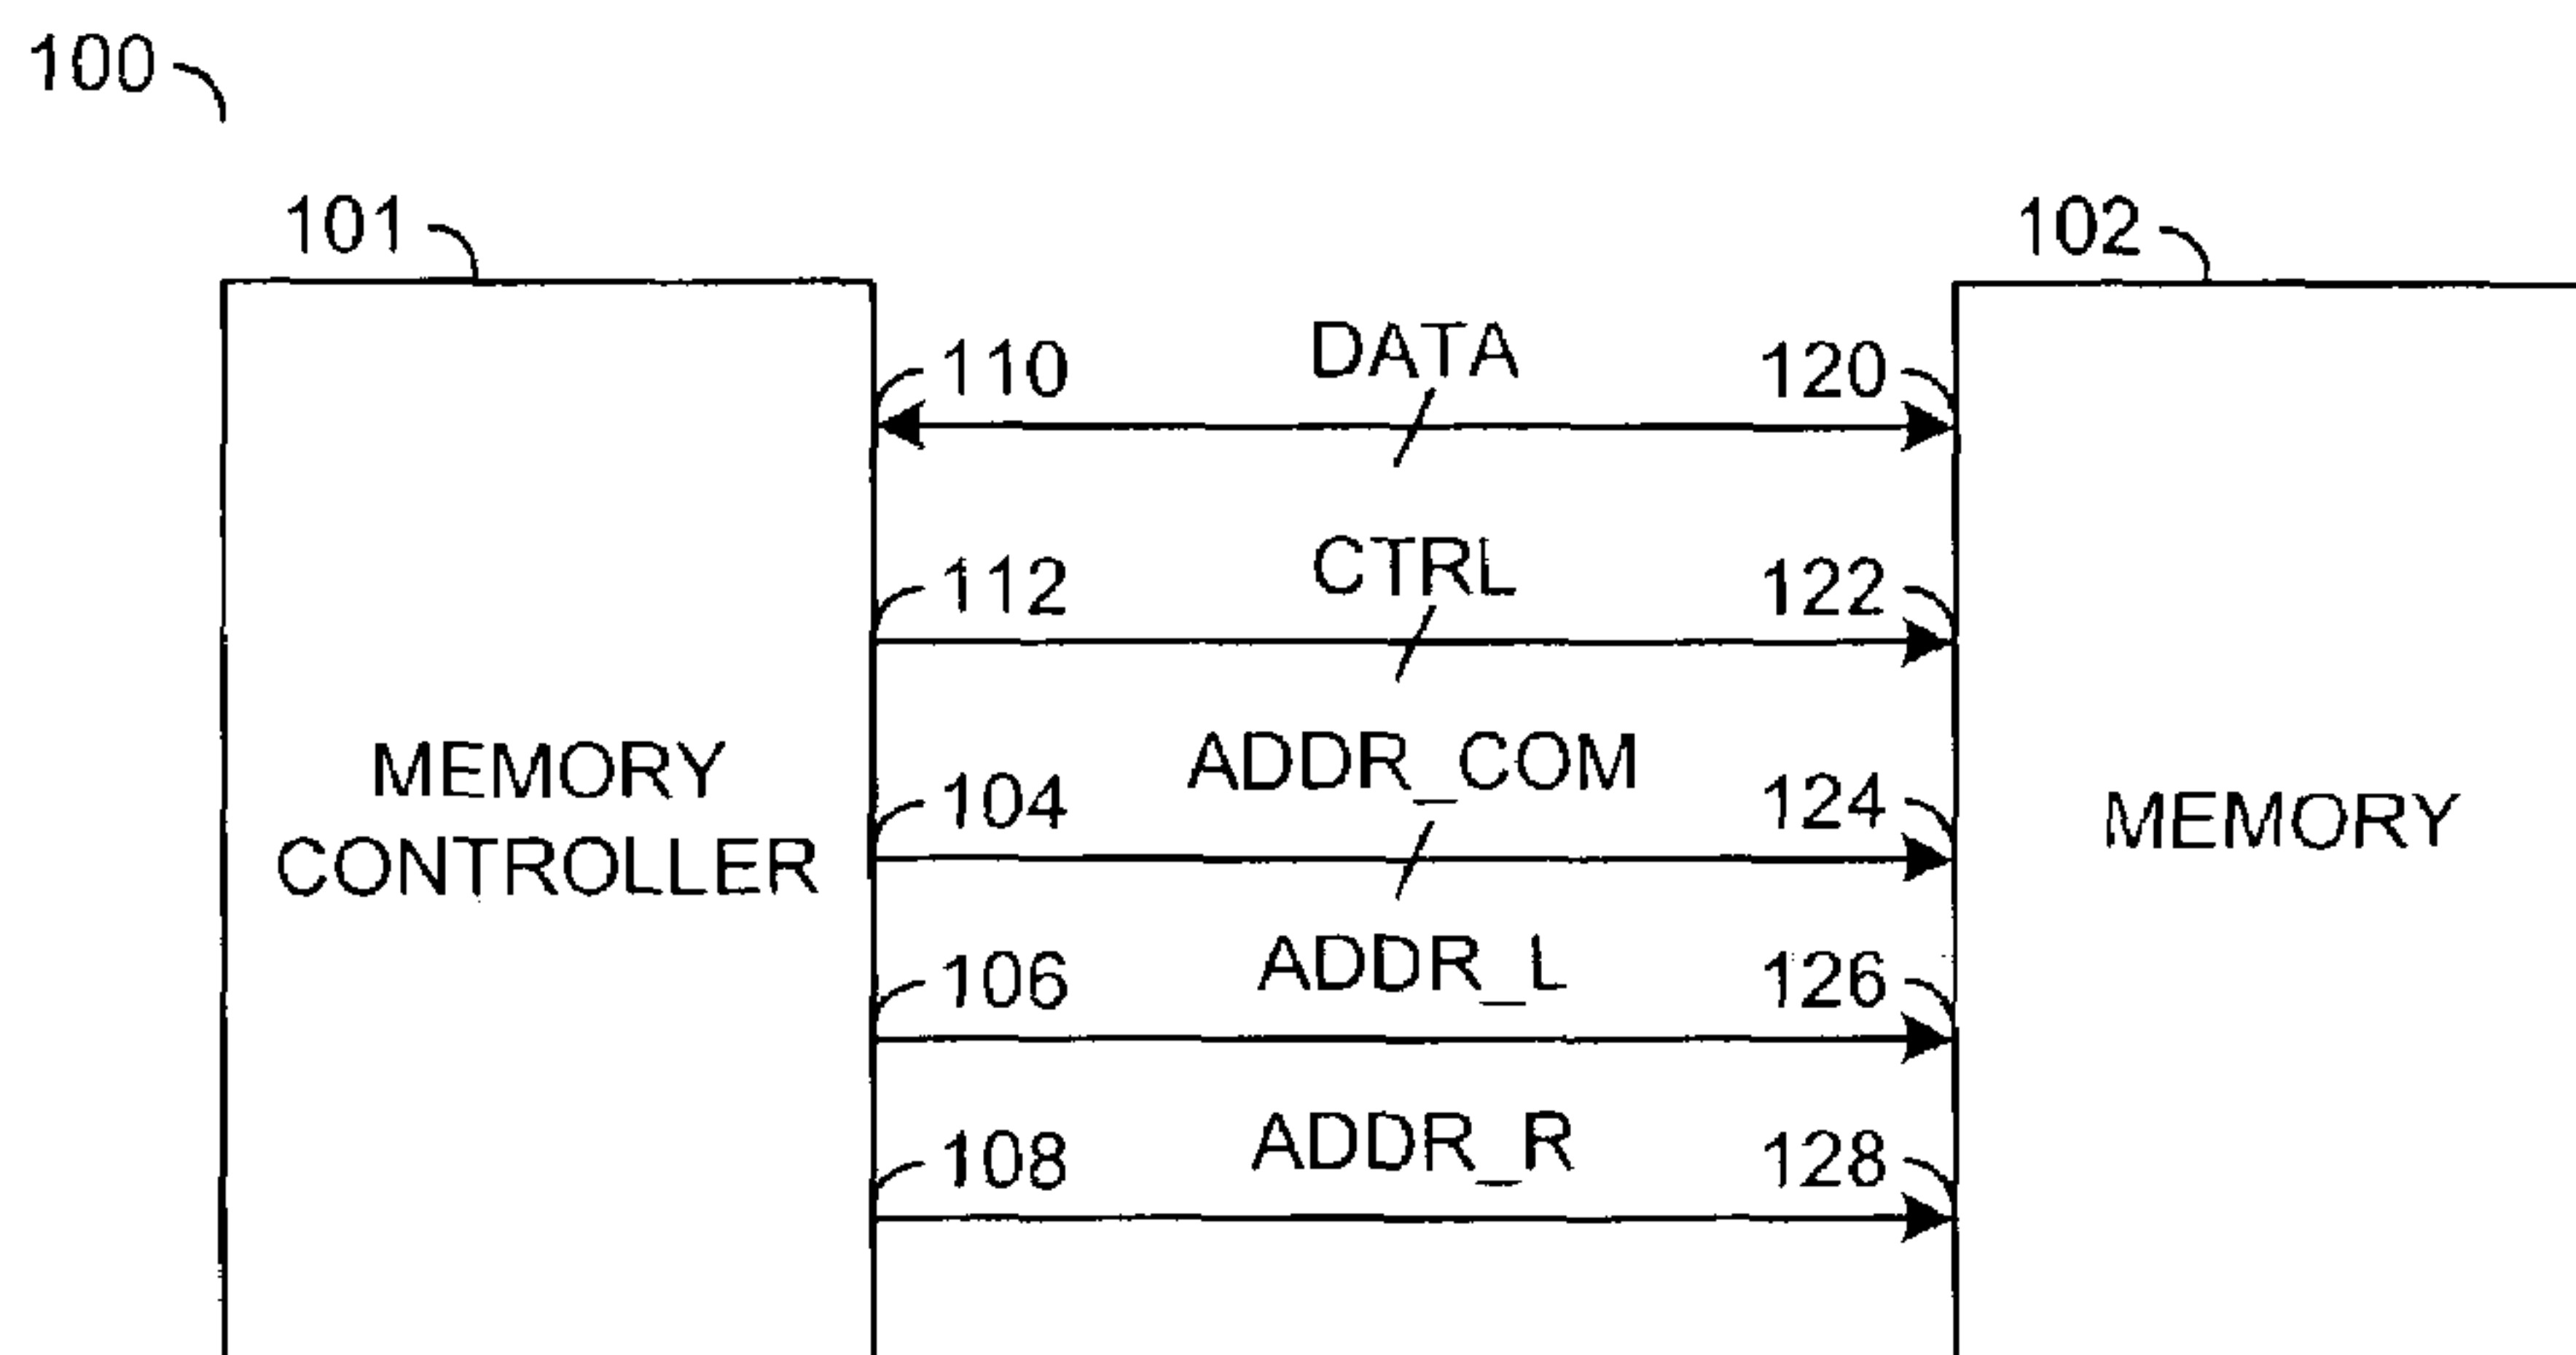 100
101
102
110 DATA 120
112 CTRL 122
ADDR_COM
104 124
MEMORY
CONTROLLER
MEMORY
ADDR_L
106 126
ADDR_R
108 128